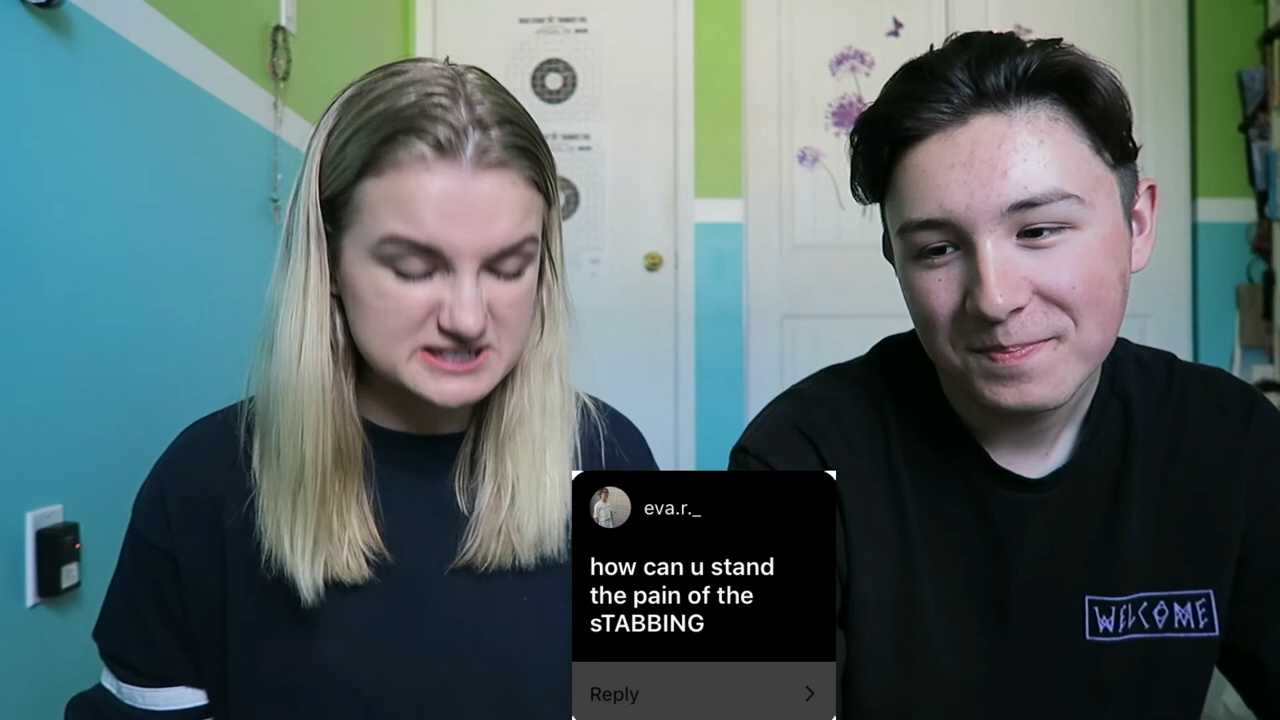 eva.r._
how can u stand
the pain of the
sTABBING
Reply
WELCOME